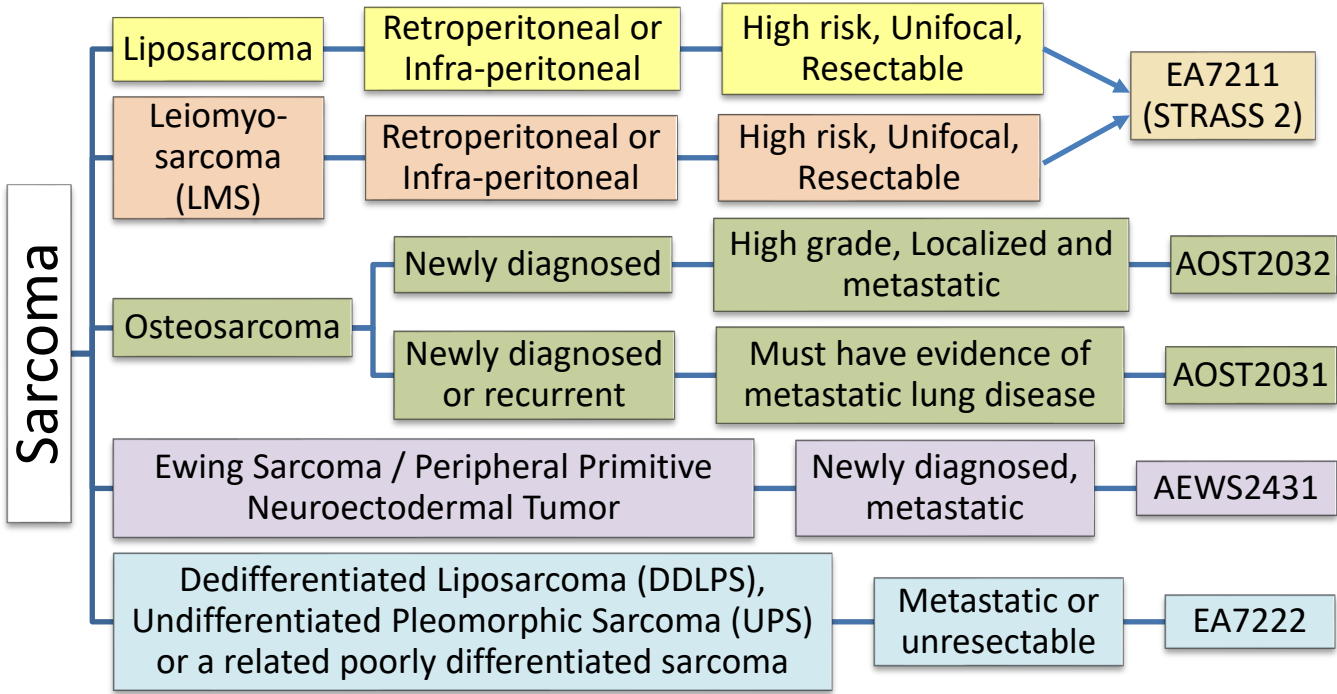 Sarcoma
Liposarcoma
Retroperitoneal or
Infra-peritoneal
High risk, Unifocal,
Resectable
EA7211
(STRASS 2)
Leiomyo-
sarcoma
(LMS)
Retroperitoneal or
Infra-peritoneal
High risk, Unifocal,
Resectable
Osteosarcoma
Newly diagnosed
High grade, Localized and
metastatic
AOST2032
Newly diagnosed
or recurrent
Must have evidence of
metastatic lung disease
AOST2031
Ewing Sarcoma / Peripheral Primitive
Neuroectodermal Tumor
Newly diagnosed,
metastatic
AEWS2431
Dedifferentiated Liposarcoma (DDLPS),
Undifferentiated Pleomorphic Sarcoma (UPS)
or a related poorly differentiated sarcoma
Metastatic or
unresectable
EA7222